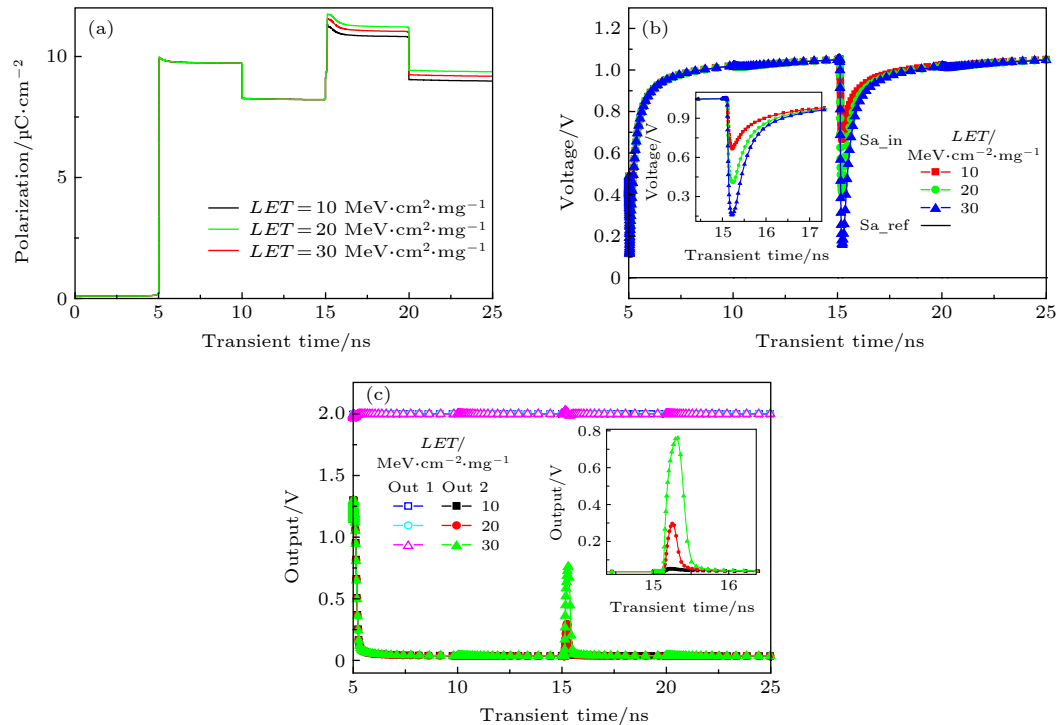 (a)
Polarization/μC·cm⁻²
10
5
0
LET = 10 MeV·cm²·mg⁻¹
LET = 20 MeV·cm²·mg⁻¹
LET = 30 MeV·cm²·mg⁻¹
0 5 10 15 20 25
Transient time/ns
(b)
Voltage/V
1.2
1.0
0.8
0.6
0.4
1.2
0
Voltage/V
0.9
0.6
0.3
15 16 17
Transient time/ns
Sa_in
LET/
MeV·cm⁻²·mg⁻¹
10
20
30
Sa_ref
5 10 15 20 25
Transient time/ns
(c)
Output/V
2.0
1.5
1.0
0.5
0
LET/
MeV·cm⁻²·mg⁻¹
Out 1 Out 2
10
20
30
Output/V
0.8
0.6
0.4
0.2
15 16
Transient time/ns
5 10 15 20 25
Transient time/ns